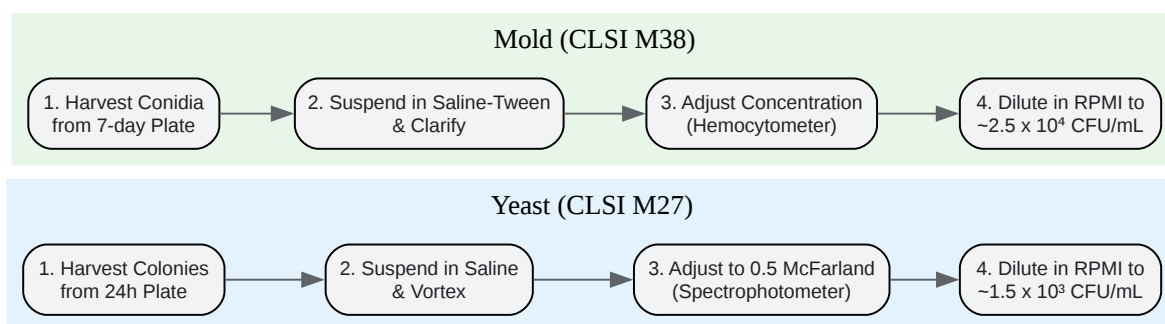 Mold (CLSI M38)
1. Harvest Conidia
from 7-day Plate
2. Suspend in Saline-Tween
& Clarify
3. Adjust Concentration
(Hemocytometer)
4. Dilute in RPMI to
~2.5 x 10⁴ CFU/mL
Yeast (CLSI M27)
1. Harvest Colonies
from 24h Plate
2. Suspend in Saline
& Vortex
3. Adjust to 0.5 McFarland
(Spectrophotometer)
4. Dilute in RPMI to
~1.5 x 10³ CFU/mL